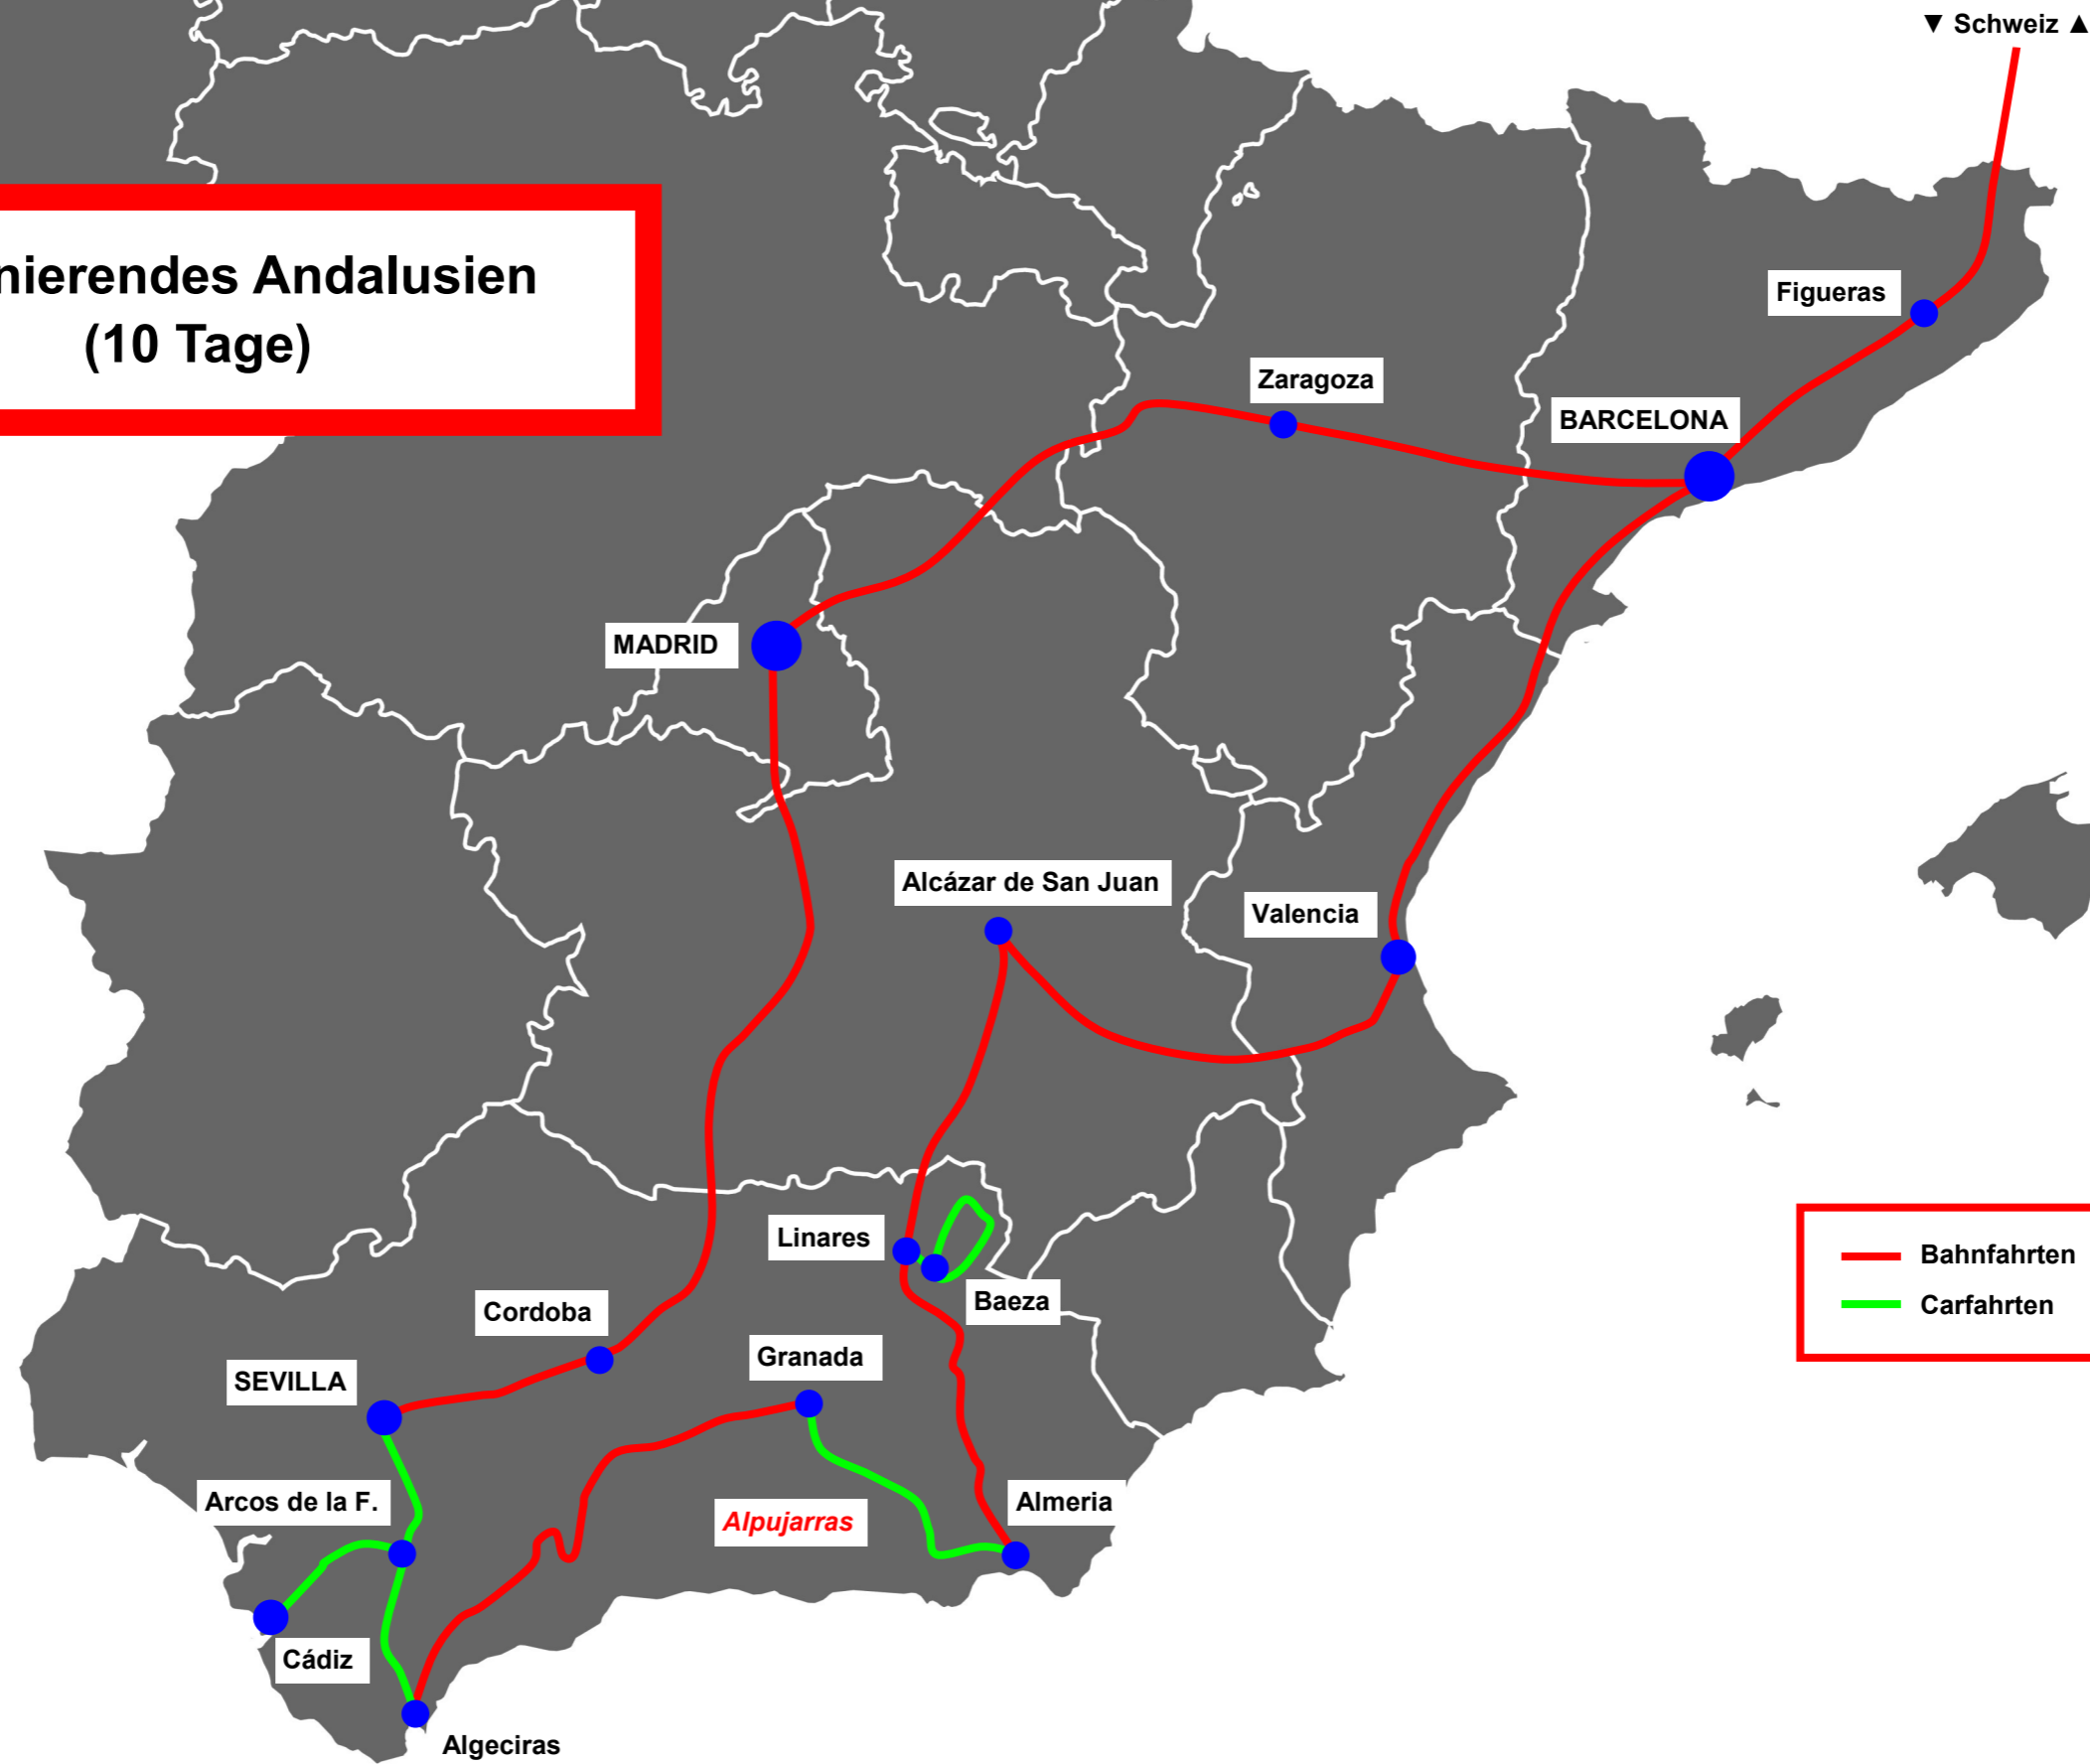 ▼ Schweiz ▲
nierendes Andalusien
(10 Tage)
Figueras
Zaragoza
BARCELONA
MADRID
Alcázar de San Juan
Valencia
Linares
Baeza
Bahnfahrten
Carfahrten
Cordoba
Granada
SEVILLA
Arcos de la F.
Alpujarras
Almeria
Cádiz
Algeciras